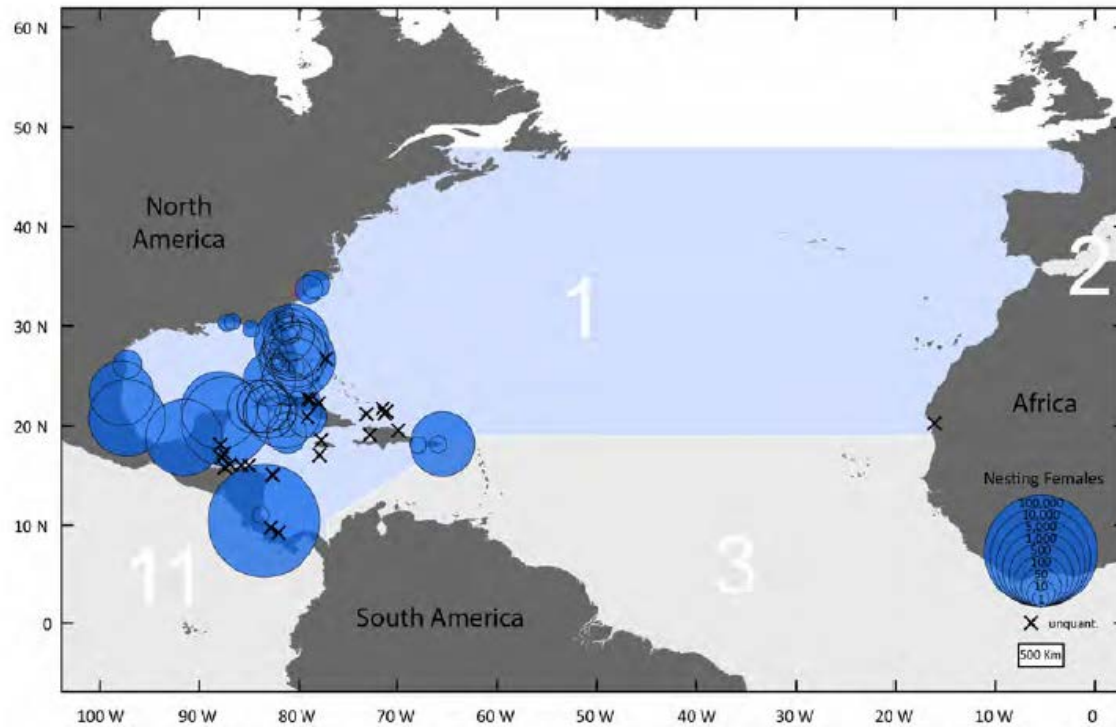 60 N
50 N
40 N
30 N
20 N
10 N
0
North
America
1
2
Africa
Nesting Females
100,000
10,000
5,000
1,000
500
100
50
10
1
unquant.
500 Km
11
3
South America
100 W
90 W
80 W
70 W
60 W
50 W
40 W
30 W
20 W
10 W
0